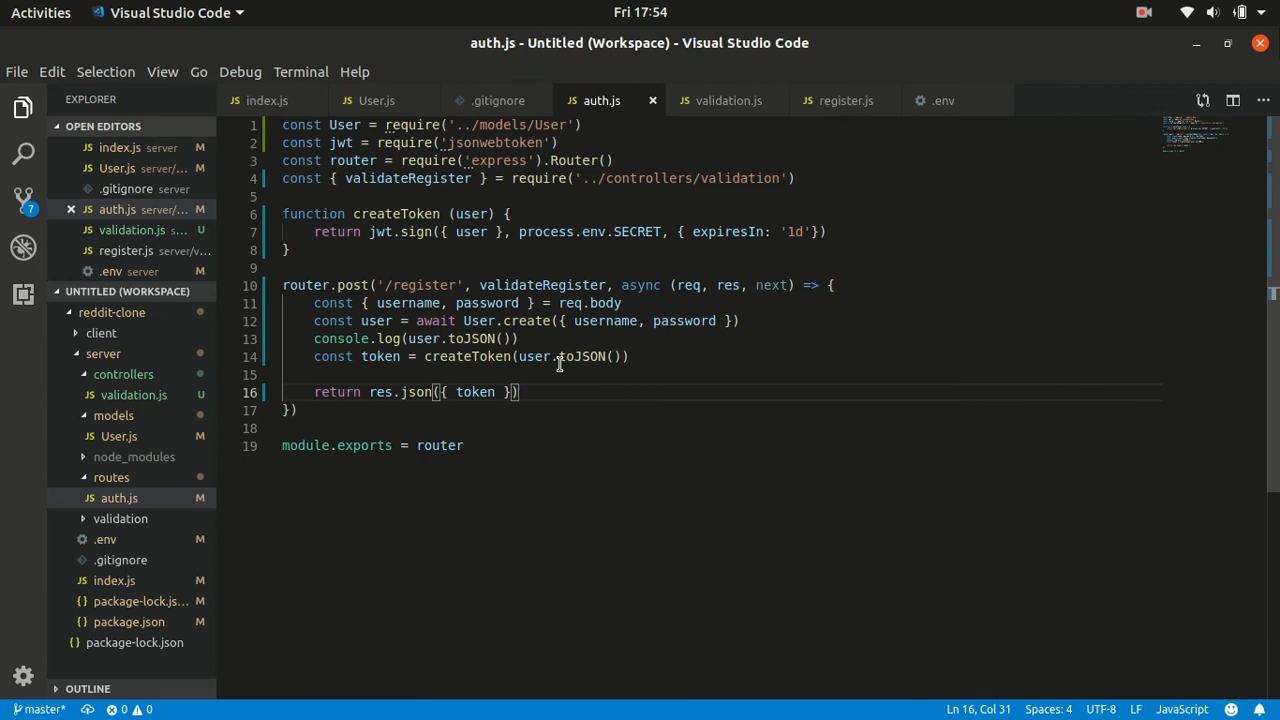 Activities Visual Studio Code Fri 17:54
auth.js - Untitled (Workspace) - Visual Studio Code
File Edit Selection View Go Debug Terminal Help
EXPLORER
OPEN EDITORS
JS index.js server M
JS User.js server/... M
.gitignore server
JS auth.js server/... M
JS validation.js s... M
JS register.js server/v...
.env server M
UNTITLED (WORKSPACE)
reddit-clone
client
server
controllers
JS validation.js M
models
JS User.js M
node_modules
routes
JS auth.js M
validation
.env M
.gitignore
JS index.js M
{} package-lock.js... M
{} package.json M
{} package-lock.json
OUTLINE
7
JS index.js JS User.js .gitignore JS auth.js JS validation.js JS register.js .env
1 const User = require('../models/User')
2 const jwt = require('jsonwebtoken')
3 const router = require('express').Router()
4 const { validateRegister } = require('../controllers/validation')
5
6 function createToken (user) {
7 return jwt.sign({ user }, process.env.SECRET, { expiresIn: '1d'})
8 }
9
10 router.post('/register', validateRegister, async (req, res, next) => {
11 const { username, password } = req.body
12 const user = await User.create({ username, password })
13 console.log(user.toJSON())
14 const token = createToken(user.toJSON())
15
16 return res.json({ token })
17 })
18
19 module.exports = router
master* 0 0 Ln 16, Col 31 Spaces: 4 UTF-8 LF JavaScript